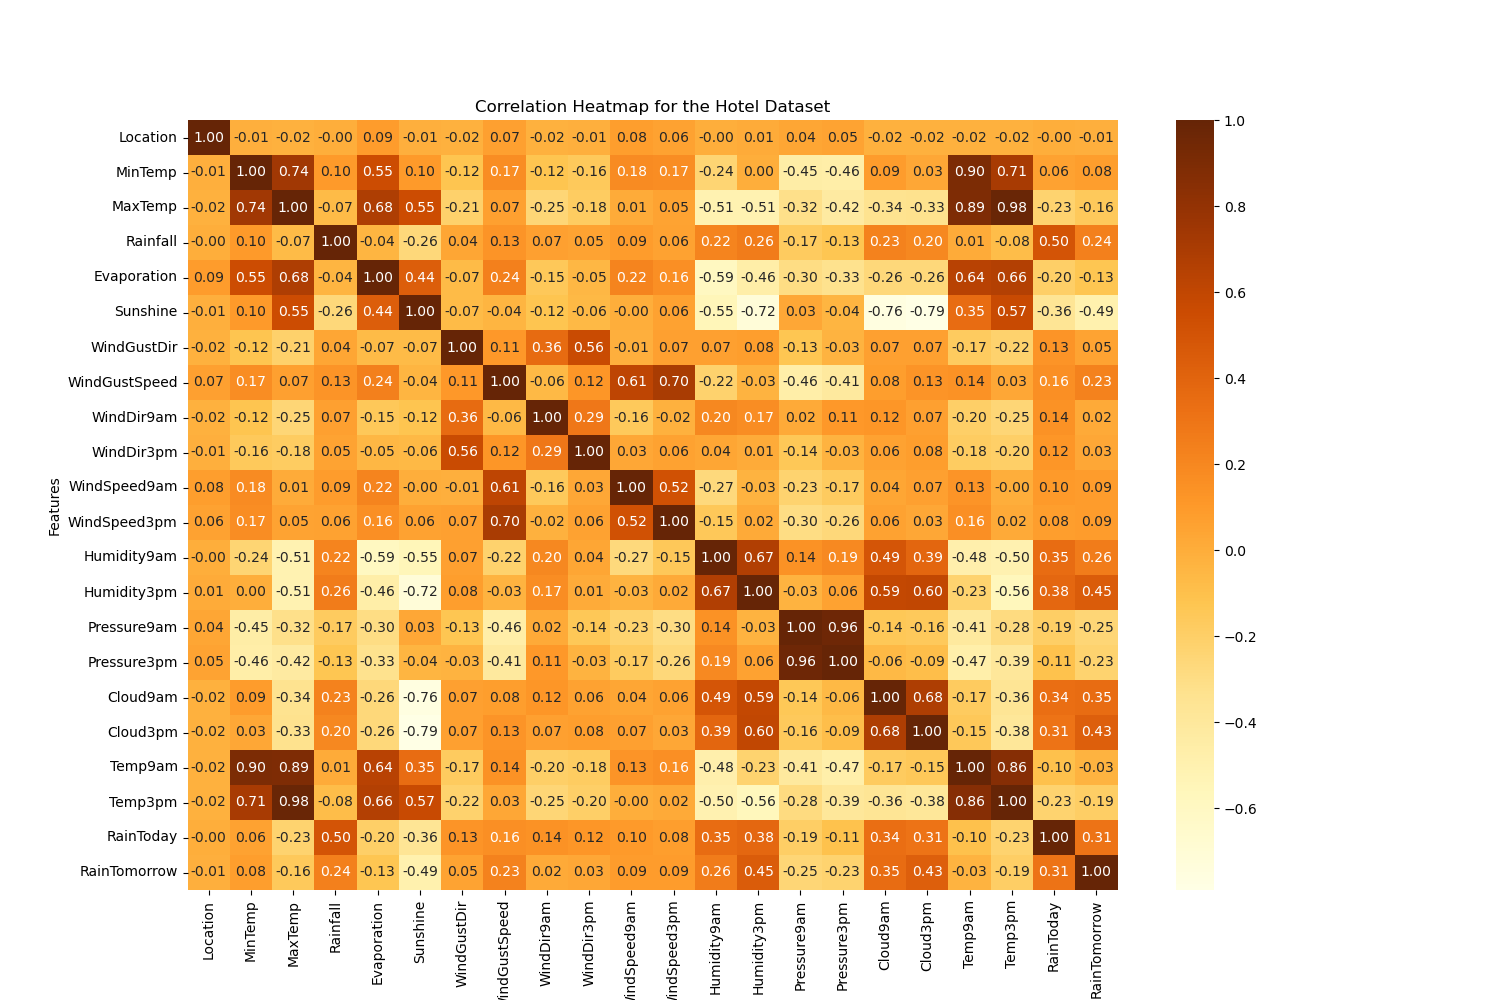 Correlation Heatmap for the Hotel Dataset
Features
Location 1.00 -0.01 -0.02 -0.00 0.09 -0.01 -0.02 0.07 -0.02 -0.01 0.08 0.06 -0.00 0.01 0.04 0.05 -0.02 -0.02 -0.02 -0.02 -0.00 -0.01
MinTemp -0.01 1.00 0.74 0.10 0.55 0.10 -0.12 0.17 -0.12 -0.16 0.18 0.17 -0.24 0.00 -0.45 -0.46 0.09 0.03 0.90 0.71 0.06 0.08
MaxTemp -0.02 0.74 1.00 -0.07 0.68 0.55 -0.21 0.07 -0.25 -0.18 0.01 0.05 -0.51 -0.51 -0.32 -0.42 -0.34 -0.33 0.89 0.98 -0.23 -0.16
Rainfall -0.00 0.10 -0.07 1.00 -0.04 -0.26 0.04 0.13 0.07 0.05 0.09 0.06 0.22 0.26 -0.17 -0.13 0.23 0.20 0.01 -0.08 0.50 0.24
Evaporation 0.09 0.55 0.68 -0.04 1.00 0.44 -0.07 0.24 -0.15 -0.05 0.22 0.16 -0.59 -0.46 -0.30 -0.33 -0.26 -0.26 0.64 0.66 -0.20 -0.13
Sunshine -0.01 0.10 0.55 -0.26 0.44 1.00 -0.07 -0.04 -0.12 -0.06 -0.00 0.06 -0.55 -0.72 0.03 -0.04 -0.76 -0.79 0.35 0.57 -0.36 -0.49
WindGustDir -0.02 -0.12 -0.21 0.04 -0.07 -0.07 1.00 0.11 0.36 0.56 -0.01 0.07 0.07 0.08 -0.13 -0.03 0.07 0.07 -0.17 -0.22 0.13 0.05
WindGustSpeed 0.07 0.17 0.07 0.13 0.24 -0.04 0.11 1.00 -0.06 0.12 0.61 0.70 -0.22 -0.03 -0.46 -0.41 0.08 0.13 0.14 0.03 0.16 0.23
WindDir9am -0.02 -0.12 -0.25 0.07 -0.15 -0.12 0.36 -0.06 1.00 0.29 -0.16 -0.02 0.20 0.17 0.02 0.11 0.12 0.07 -0.20 -0.25 0.14 0.02
WindDir3pm -0.01 -0.16 -0.18 0.05 -0.05 -0.06 0.56 0.12 0.29 1.00 0.03 0.06 0.04 0.01 -0.14 -0.03 0.06 0.08 -0.18 -0.20 0.12 0.03
WindSpeed9am 0.08 0.18 0.01 0.09 0.22 -0.00 -0.01 0.61 -0.16 0.03 1.00 0.52 -0.27 -0.03 -0.23 -0.17 0.04 0.07 0.13 -0.00 0.10 0.09
WindSpeed3pm 0.06 0.17 0.05 0.06 0.16 0.06 0.07 0.70 -0.02 0.06 0.52 1.00 -0.15 0.02 -0.30 -0.26 0.06 0.03 0.16 0.02 0.08 0.09
Humidity9am -0.00 -0.24 -0.51 0.22 -0.59 -0.55 0.07 -0.22 0.20 0.04 -0.27 -0.15 1.00 0.67 0.14 0.19 0.49 0.39 -0.48 -0.50 0.35 0.26
Humidity3pm 0.01 0.00 -0.51 0.26 -0.46 -0.72 0.08 -0.03 0.17 0.01 -0.03 0.02 0.67 1.00 -0.03 0.06 0.59 0.60 -0.23 -0.56 0.38 0.45
Pressure9am 0.04 -0.45 -0.32 -0.17 -0.30 0.03 -0.13 -0.46 0.02 -0.14 -0.23 -0.30 0.14 -0.03 1.00 0.96 -0.14 -0.16 -0.41 -0.28 -0.19 -0.25
Pressure3pm 0.05 -0.46 -0.42 -0.13 -0.33 -0.04 -0.03 -0.41 0.11 -0.03 -0.17 -0.26 0.19 0.06 0.96 1.00 -0.06 -0.09 -0.47 -0.39 -0.11 -0.23
Cloud9am -0.02 0.09 -0.34 0.23 -0.26 -0.76 0.07 0.08 0.12 0.06 0.04 0.06 0.49 0.59 -0.14 -0.06 1.00 0.68 -0.17 -0.36 0.34 0.35
Cloud3pm -0.02 0.03 -0.33 0.20 -0.26 -0.79 0.07 0.13 0.07 0.08 0.07 0.03 0.39 0.60 -0.16 -0.09 0.68 1.00 -0.15 -0.38 0.31 0.43
Temp9am -0.02 0.90 0.89 0.01 0.64 0.35 -0.17 0.14 -0.20 -0.18 0.13 0.16 -0.48 -0.23 -0.41 -0.47 -0.17 -0.15 1.00 0.86 -0.10 -0.03
Temp3pm -0.02 0.71 0.98 -0.08 0.66 0.57 -0.22 0.03 -0.25 -0.20 -0.00 0.02 -0.50 -0.56 -0.28 -0.39 -0.36 -0.38 0.86 1.00 -0.23 -0.19
RainToday -0.00 0.06 -0.23 0.50 -0.20 -0.36 0.13 0.16 0.14 0.12 0.10 0.08 0.35 0.38 -0.19 -0.11 0.34 0.31 -0.10 -0.23 1.00 0.31
RainTomorrow -0.01 0.08 -0.16 0.24 -0.13 -0.49 0.05 0.23 0.02 0.03 0.09 0.09 0.26 0.45 -0.25 -0.23 0.35 0.43 -0.03 -0.19 0.31 1.00
Location
MinTemp
MaxTemp
Rainfall
Evaporation
Sunshine
WindGustDir
indGustSpeed
WindDir9am
WindDir3pm
indSpeed9am
indSpeed3pm
Humidity9am
Humidity3pm
Pressure9am
Pressure3pm
Cloud9am
Cloud3pm
Temp9am
Temp3pm
RainToday
RainTomorrow
1.0
0.8
0.6
0.4
0.2
0.0
−0.2
−0.4
−0.6